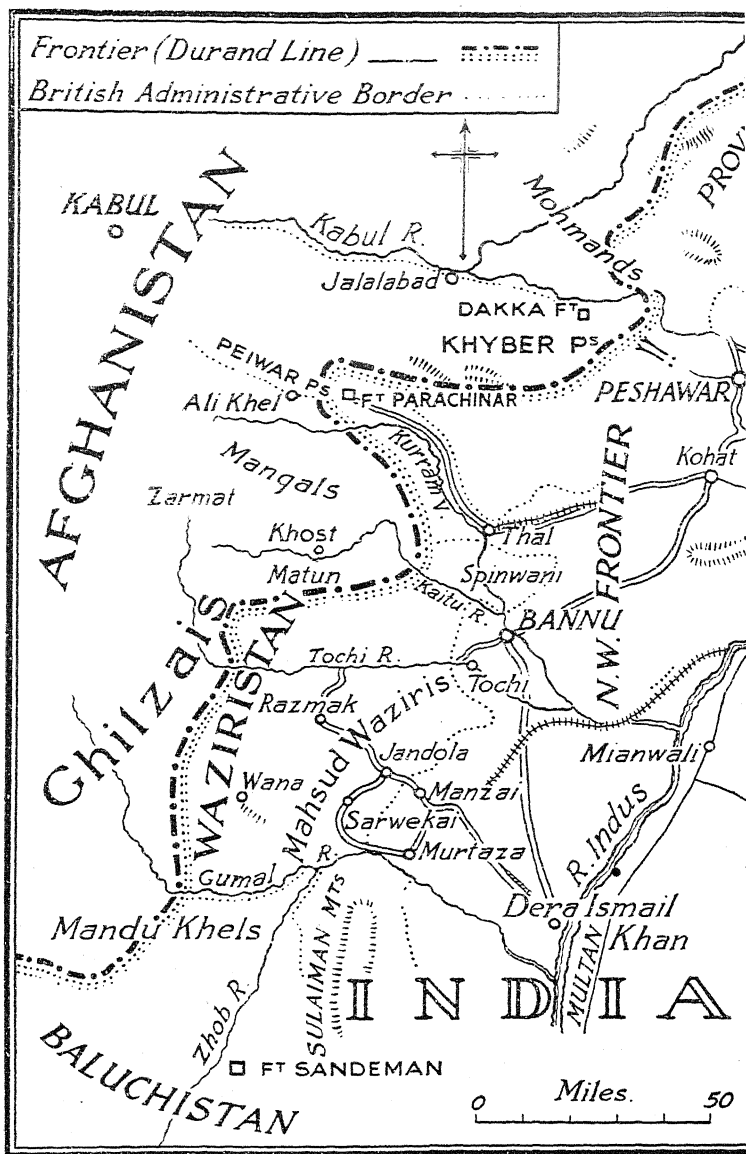 Frontier (Durand Line)
British Administrative Border
KABUL
AFGHANISTAN
Kabul R.
Jalalabad
Mohmands
DAKKA Fᵀ
KHYBER Pˢ
PEIWAR Pˢ
Fᵀ PARACHINAR
PESHAWAR
Ali Khel
Kurram V
Kohat
Mangals
Zarmat
Khost
Matun
Thal
Spinwani
Kaitu R.
BANNU
N.W. FRONTIER
PROV
Ghilzais
WAZIRISTAN
Tochi R.
Tochi
Razmak
Mahsud Waziris
Jandola
Mianwali
Wana
Manzai
Sarwekai
Murtaza
R. Indus
Gumal R.
Mandu Khels
Dera Ismail
Khan
SULAIMAN MTˢ
MULTAN
INDIA
Zhob R.
BALUCHISTAN
Fᵀ SANDEMAN
Miles.
0 50